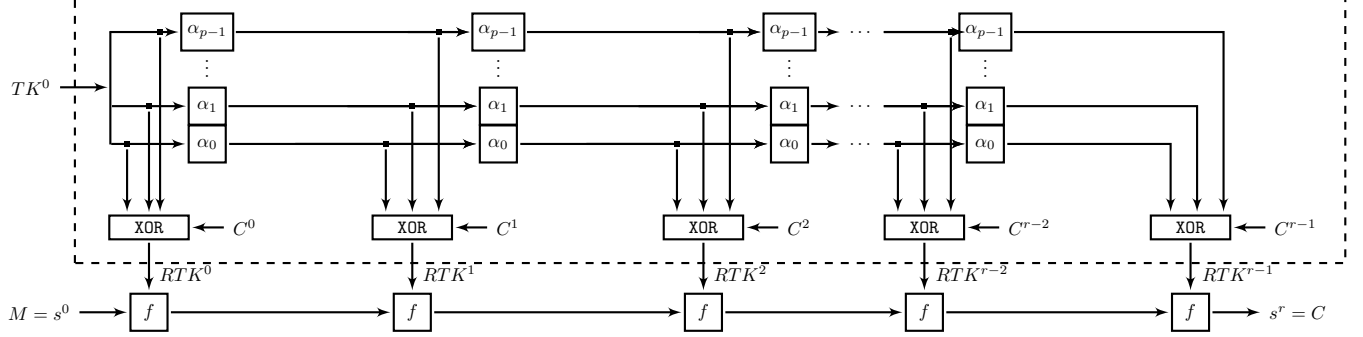 α_{p−1} α_{p−1} α_{p−1} ⋯ α_{p−1}
⋮ ⋮ ⋮ ⋮
TK^0
α_1 α_1 α_1 ⋯ α_1
α_0 α_0 α_0 ⋯ α_0
XOR C^0 XOR C^1 XOR C^2 XOR C^{r−2} XOR C^{r−1}
RTK^0 RTK^1 RTK^2 RTK^{r−2} RTK^{r−1}
M = s^0 f f f f f s^r = C